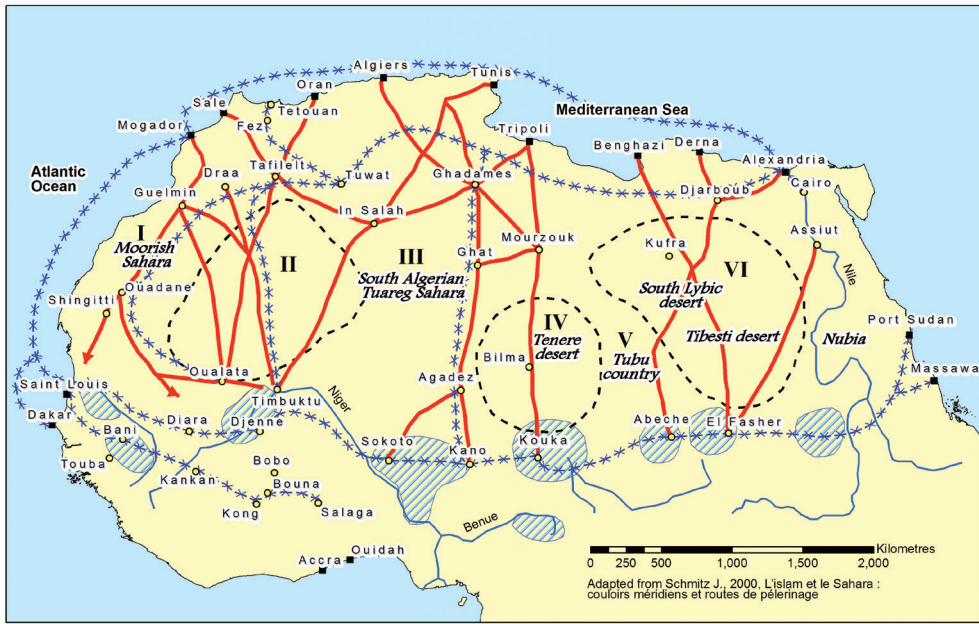 Algiers
Tunis
Oran
Sale
Tetouan
Mediterranean Sea
Mogador
Fez
Tripoli
Benghazi
Derna
Atlantic
Ocean
Alexandria
Draa
Tafilelt
Tuwat
Ghadames
Cairo
Guelmin
Djarboub
In Salah
Assiut
I
Moorish
Sahara
II
III
South Algerian
Tuareg Sahara
Ghat
Mourzouk
Kufra
VI
South Lybic
desert
Nile
Ouadane
Shingitti
IV
Tenere
desert
V
Tubu
country
Tibesti desert
Nubia
Port Sudan
Bilma
Oualata
Timbuktu
Niger
Agadez
Massawa
Saint Louis
Dakar
Bani
Diara
Djenne
Sokoto
Kano
Kouka
Abeche
El Fasher
Touba
Kankan
Bobo
Bouna
Kong
Salaga
Benue
Accra
Ouidah
0 250 500 1,000 1,500 2,000 Kilometres
Adapted from Schmitz J., 2000, L'islam et le Sahara :
couloirs méridiens et routes de pélerinage